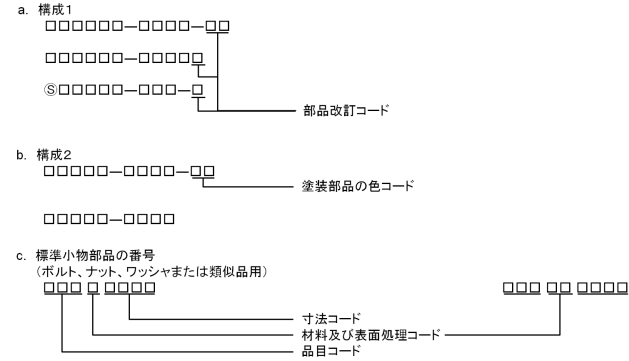 a. 構成1
□□□□□□−□□□□−□□
□□□□□□−□□□□□
Ⓢ□□□□□−□□□−□
部品改訂コード
b. 構成2
□□□□□−□□□□−□□
塗装部品の色コード
□□□□□−□□□□
c. 標準小物部品の番号
(ボルト、ナット、ワッシャまたは類似品用)
□□□ □ □□□□ □□□ □□ □□□□
寸法コード
材料及び表面処理コード
品目コード